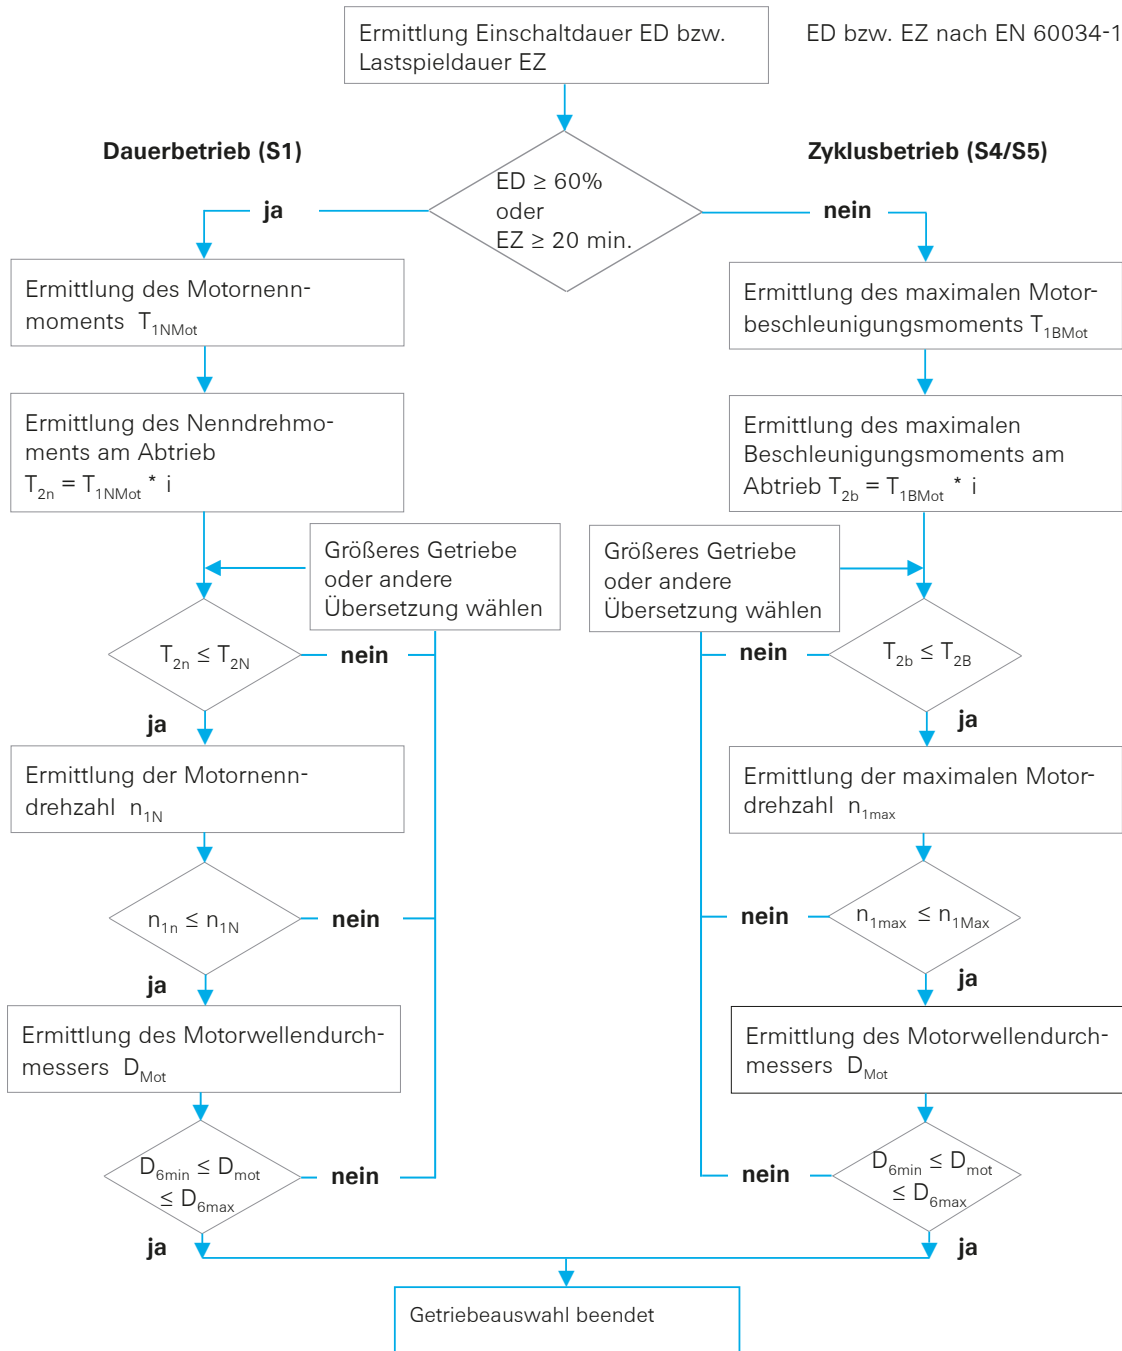 Ermittlung Einschaltdauer ED bzw.
Lastspieldauer EZ
ED bzw. EZ nach EN 60034-1
Dauerbetrieb (S1)
Zyklusbetrieb (S4/S5)
ED ≥ 60%
oder
EZ ≥ 20 min.
ja
nein
Ermittlung des Motornenn-
moments T1NMot
Ermittlung des Nenndrehmo-
ments am Abtrieb
T2n = T1NMot * i
Größeres Getriebe
oder andere
Übersetzung wählen
T2n ≤ T2N
nein
ja
Ermittlung der Motornenn-
drehzahl n1N
n1n ≤ n1N
nein
ja
Ermittlung des Motorwellendurch-
messers DMot
D6min ≤ Dmot
≤ D6max
nein
ja
Ermittlung des maximalen Motor-
beschleunigungsmoments T1BMot
Ermittlung des maximalen
Beschleunigungsmoments am
Abtrieb T2b = T1BMot * i
Größeres Getriebe
oder andere
Übersetzung wählen
nein
T2b ≤ T2B
ja
Ermittlung der maximalen Motor-
drehzahl n1max
nein
n1max ≤ n1Max
ja
Ermittlung des Motorwellendurch-
messers DMot
nein
D6min ≤ Dmot
≤ D6max
ja
Getriebeauswahl beendet